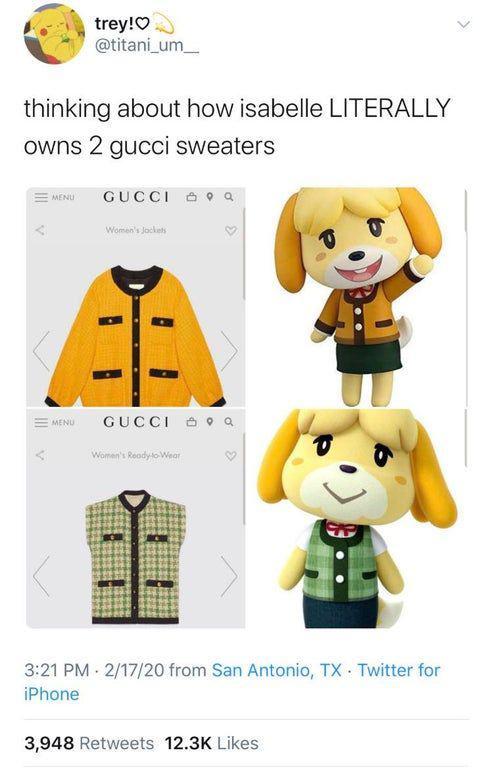 trey!♡💫
@titani_um__
thinking about how isabelle LITERALLY
owns 2 gucci sweaters
MENU GUCCI
Women's Jackets
MENU GUCCI
Women's Ready-to-Wear
3:21 PM · 2/17/20 from San Antonio, TX · Twitter for
iPhone
3,948 Retweets 12.3K Likes